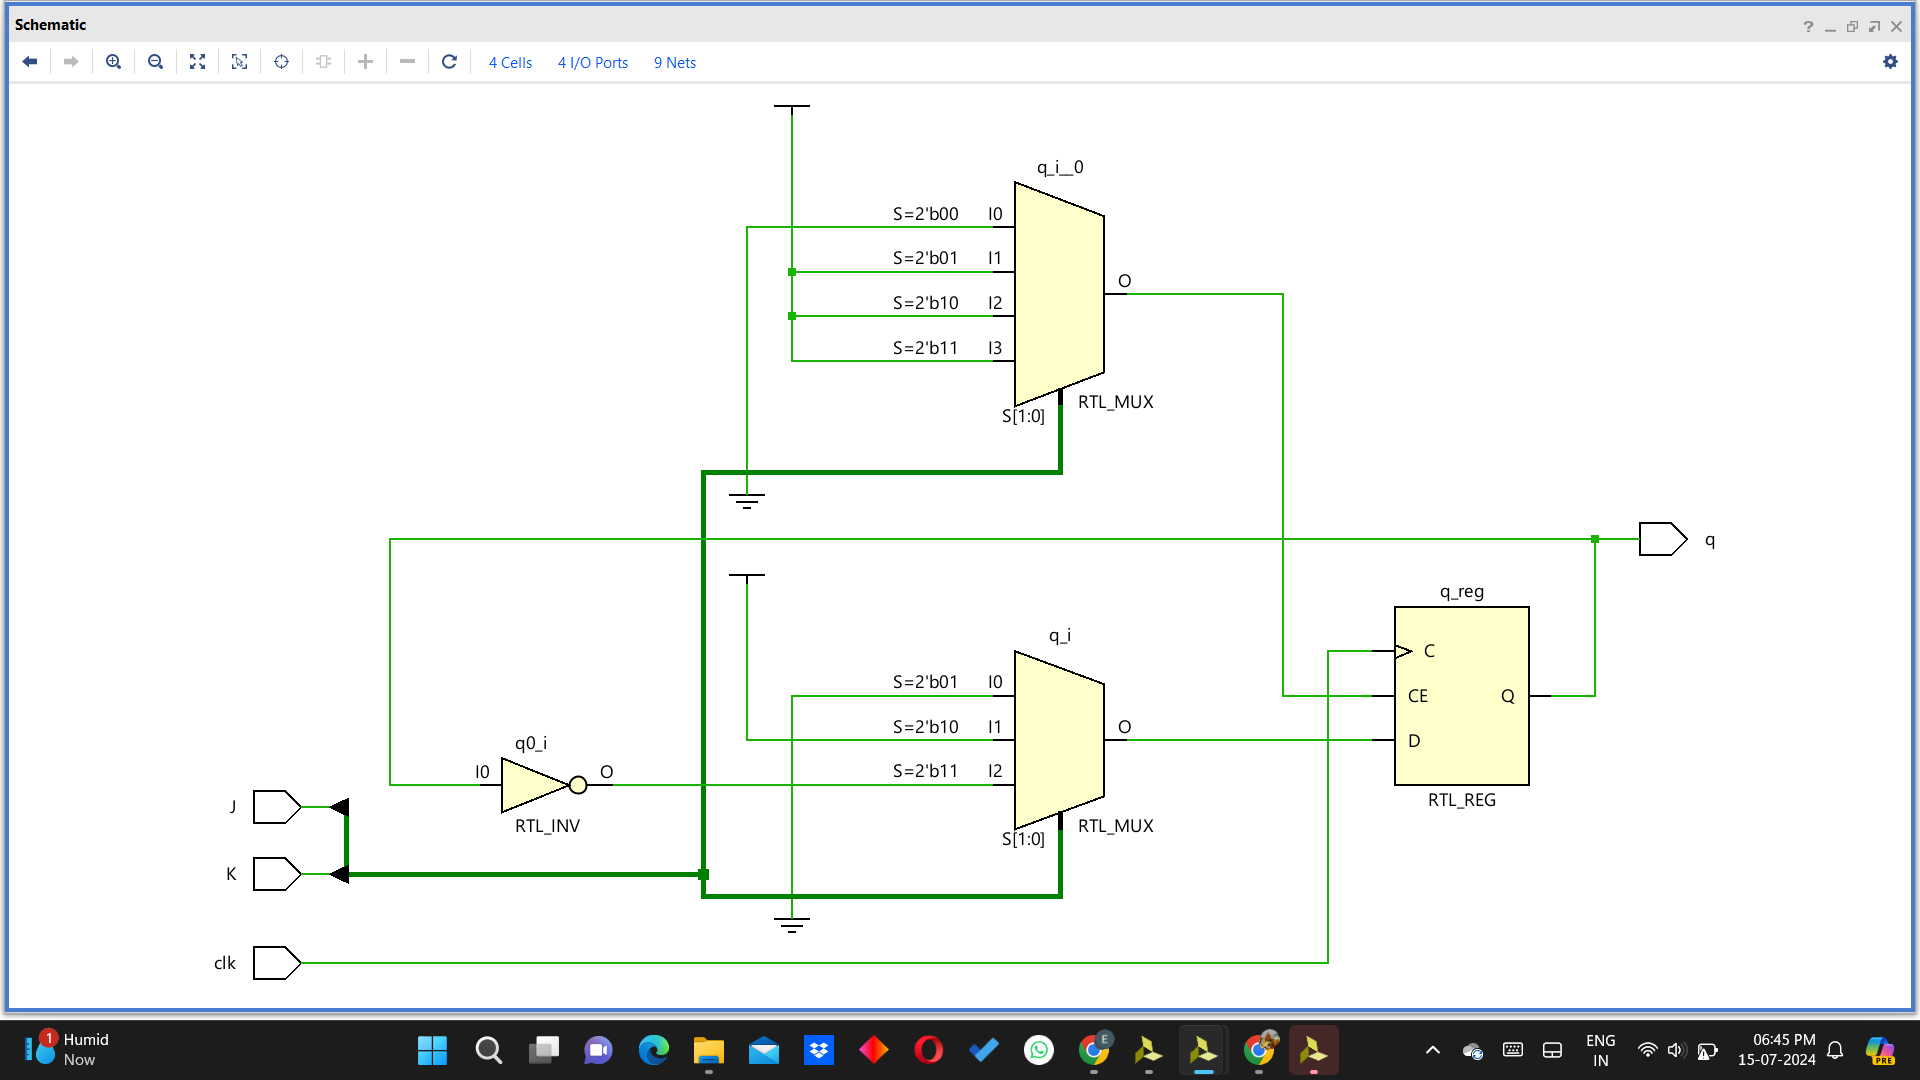 Schematic
?
4 Cells 4 I/O Ports 9 Nets
q_i__0
S=2'b00 I0
S=2'b01 I1
S=2'b10 I2
S=2'b11 I3
O
S[1:0]
RTL_MUX
q
q_reg
C
CE
D
Q
RTL_REG
q_i
S=2'b01 I0
S=2'b10 I1
S=2'b11 I2
O
S[1:0]
RTL_MUX
q0_i
I0
O
RTL_INV
J
K
clk
1
Humid
Now
E
ENG
IN
06:45 PM
15-07-2024
PRE